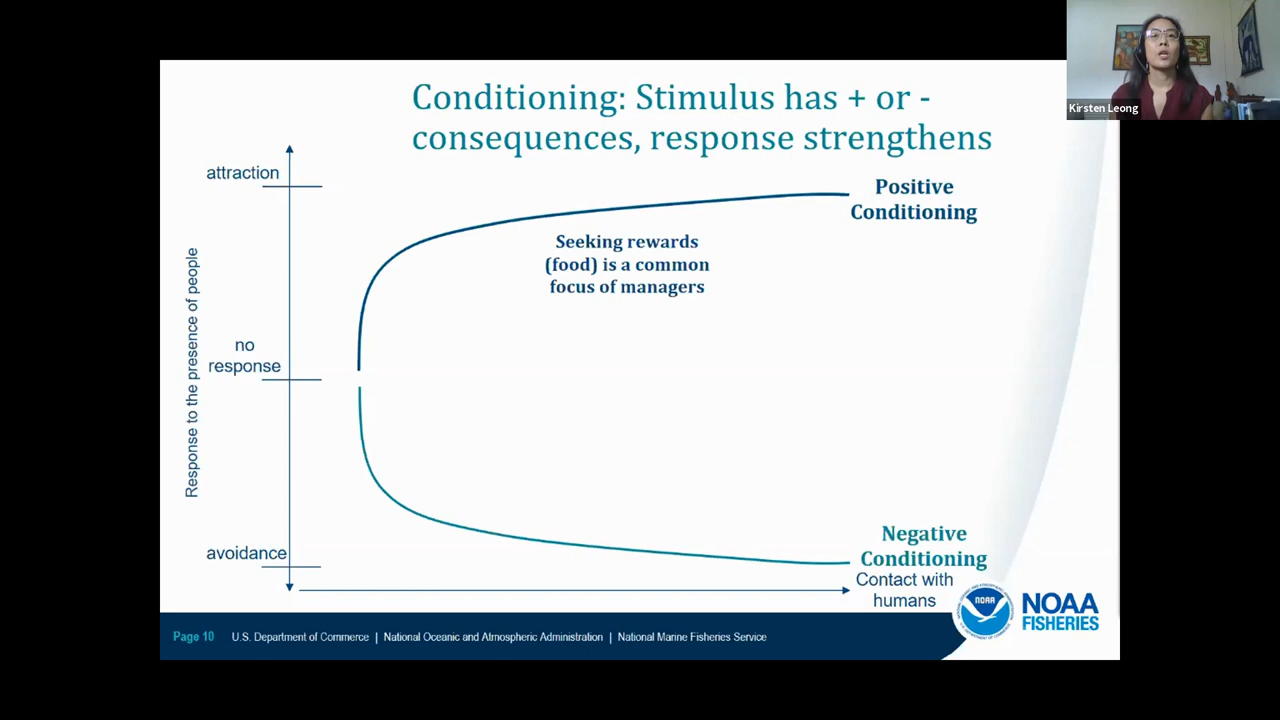 Conditioning: Stimulus has + or -
consequences, response strengthens
Kirsten Leong
attraction
Positive
Conditioning
Seeking rewards
(food) is a common
focus of managers
Response to the presence of people
no
response
avoidance
Negative
Conditioning
Contact with
humans
NOAA
NOAA
FISHERIES
Page 10
U.S. Department of Commerce | National Oceanic and Atmospheric Administration | National Marine Fisheries Service